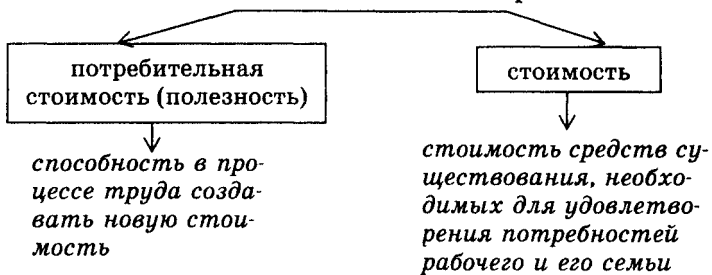 потребительная
стоимость (полезность)
стоимость
способность в про-
цессе труда созда-
вать новую стои-
мость
стоимость средств су-
ществования, необхо-
димых для удовлетво-
рения потребностей
рабочего и его семьи